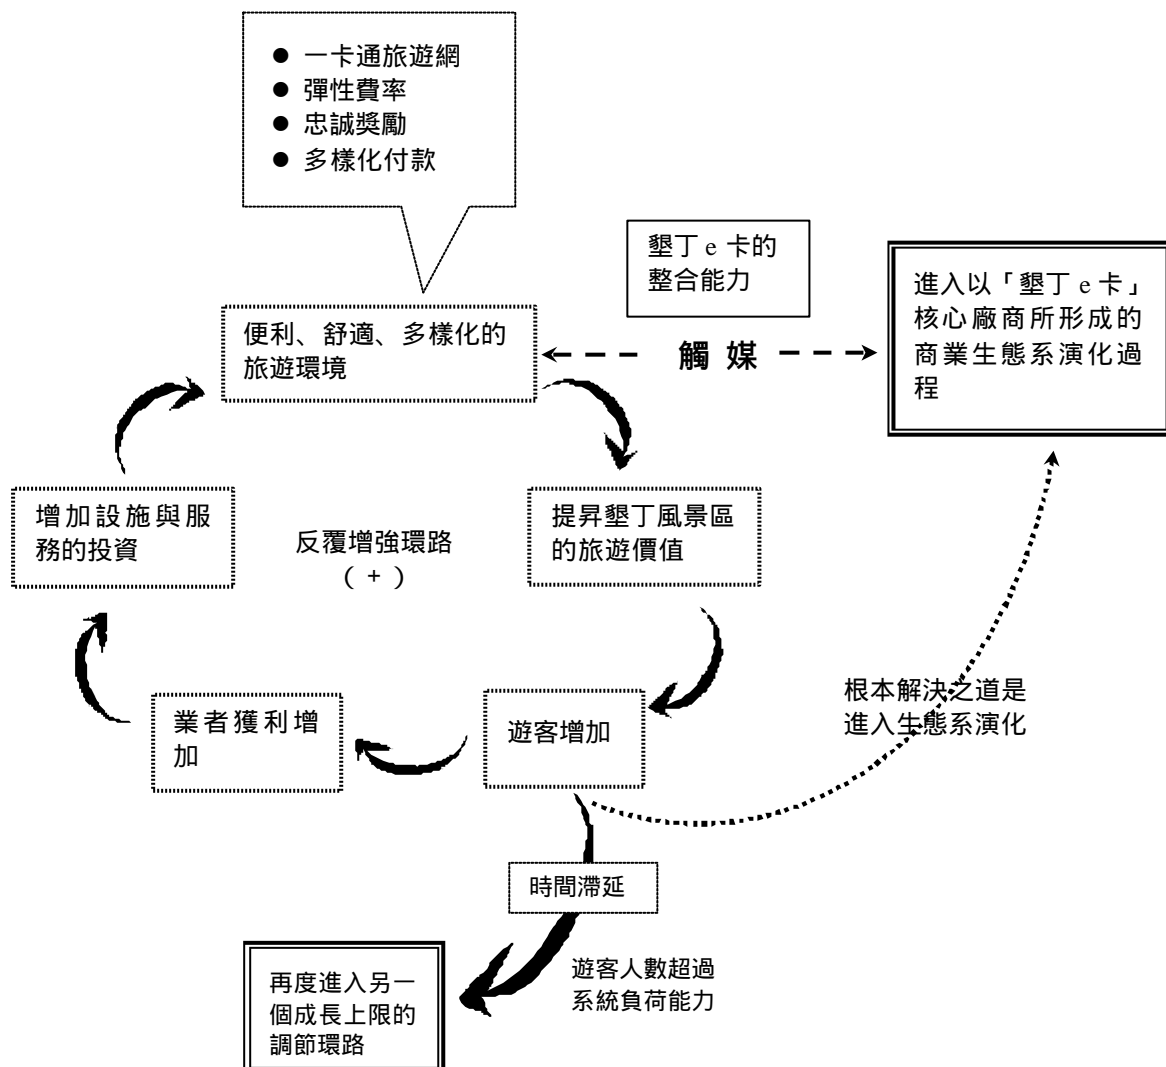 ● 一卡通旅遊網
● 彈性費率
● 忠誠獎勵
● 多樣化付款
墾丁 e 卡的
整合能力
進入以「墾丁 e 卡」
核心廠商所形成的
商業生態系演化過
程
便利、舒適、多樣化的
旅遊環境
觸 媒
增加設施與服
務的投資
反覆增強環路
( + )
提昇墾丁風景區
的旅遊價值
業者獲利增
加
遊客增加
根本解決之道是
進入生態系演化
時間滯延
遊客人數超過
系統負荷能力
再度進入另一
個成長上限的
調節環路